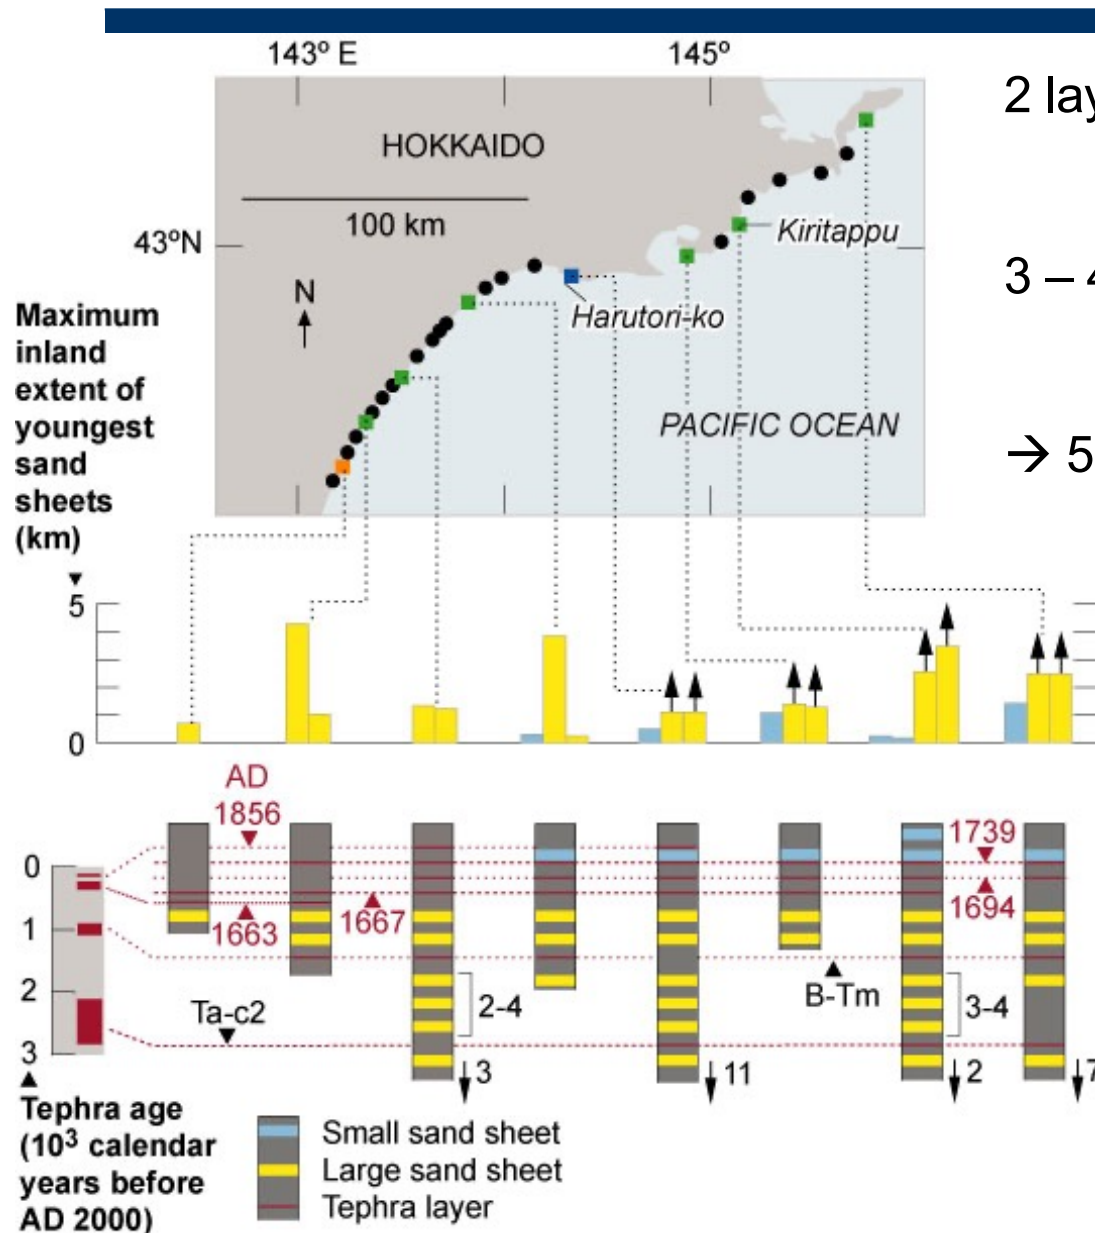 143º E
145º
2 lay
HOKKAIDO
100 km
43ºN
Kiritappu
3 – 4
N
Harutori-ko
Maximum
inland
extent of
youngest
sand
sheets
(km)
PACIFIC OCEAN
→ 5
5
0
AD
1856
1739
0
1663
1667
1694
1
2
Ta-c2
2-4
B-Tm
3-4
3
3
11
2
7
Tephra age
(10³ calendar
years before
AD 2000)
Small sand sheet
Large sand sheet
Tephra layer